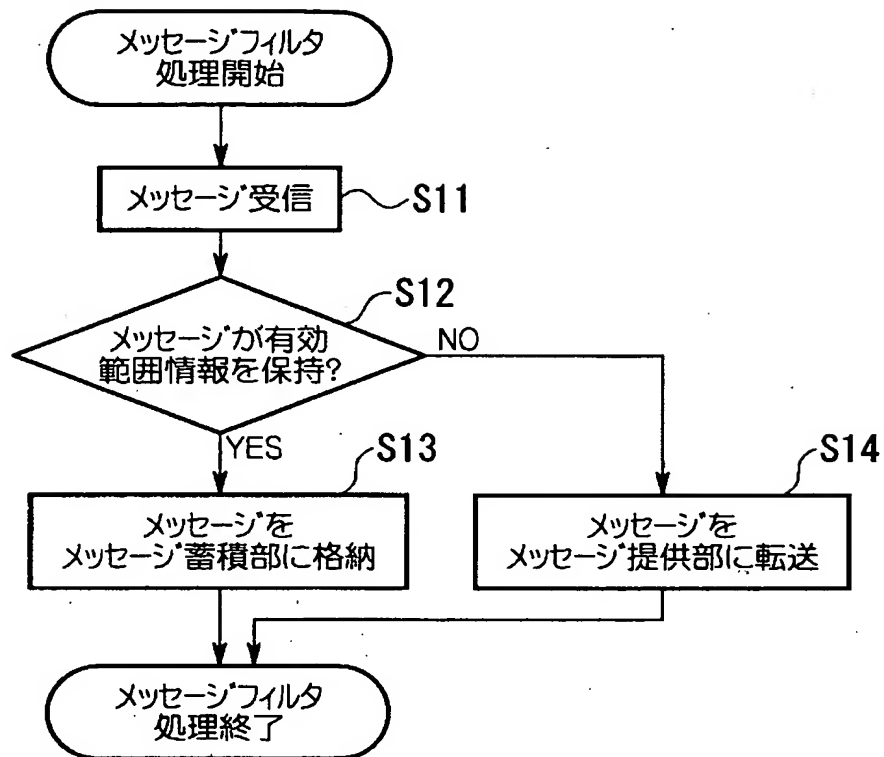 メッセージフィルタ
処理開始
メッセージ受信
S11
S12
メッセージが有効
範囲情報を保持?
NO
YES
S13
S14
メッセージを
メッセージ蓄積部に格納
メッセージを
メッセージ提供部に転送
メッセージフィルタ
処理終了